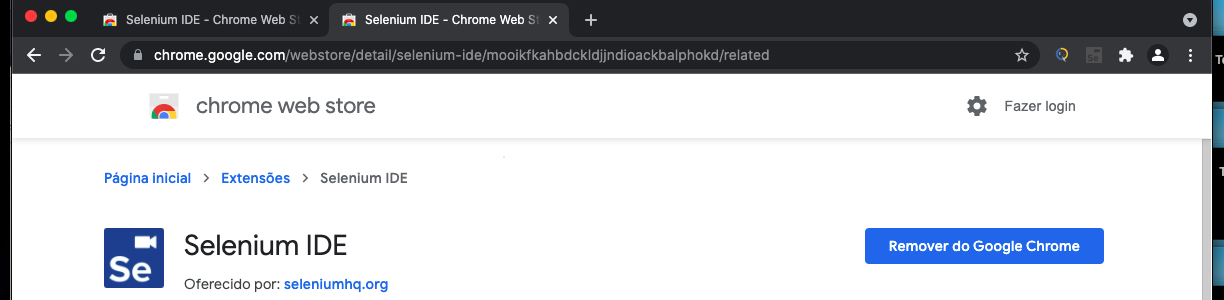 Selenium IDE - Chrome Web St
Selenium IDE - Chrome Web St
chrome.google.com/webstore/detail/selenium-ide/mooikfkahbdckldjjndioackbalphokd/related
Se
chrome web store
Fazer login
Página inicial > Extensões > Selenium IDE
Se
Selenium IDE
Remover do Google Chrome
Oferecido por: seleniumhq.org